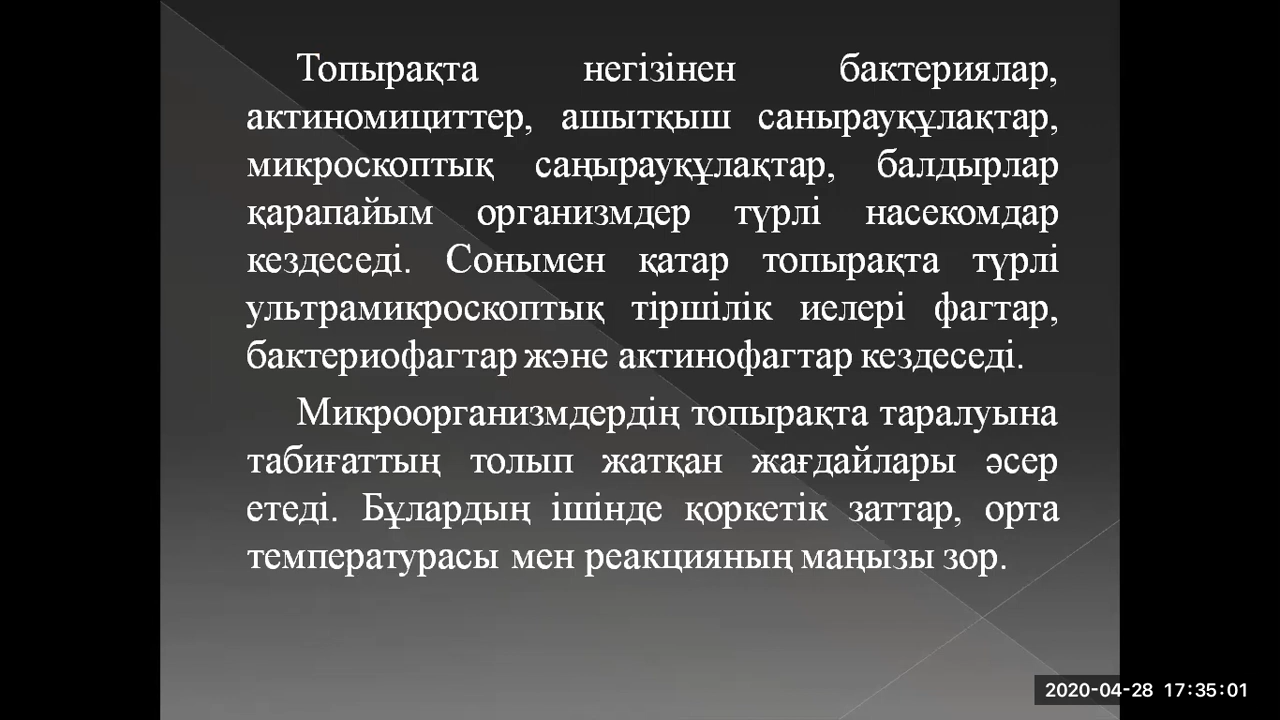 Топырақта негізінен бактериялар,
актиномициттер, ашытқыш санырауқұлақтар,
микроскоптық саңырауқұлақтар, балдырлар
қарапайым организмдер түрлі насекомдар
кездеседі. Сонымен қатар топырақта түрлі
ультрамикроскоптық тіршілік иелері фагтар,
бактериофагтар және актинофагтар кездеседі.
Микроорганизмдердің топырақта таралуына
табиғаттың толып жатқан жағдайлары әсер
етеді. Бұлардың ішінде қоркетік заттар, орта
температурасы мен реакцияның маңызы зор.
2020-04-28 17:35:01